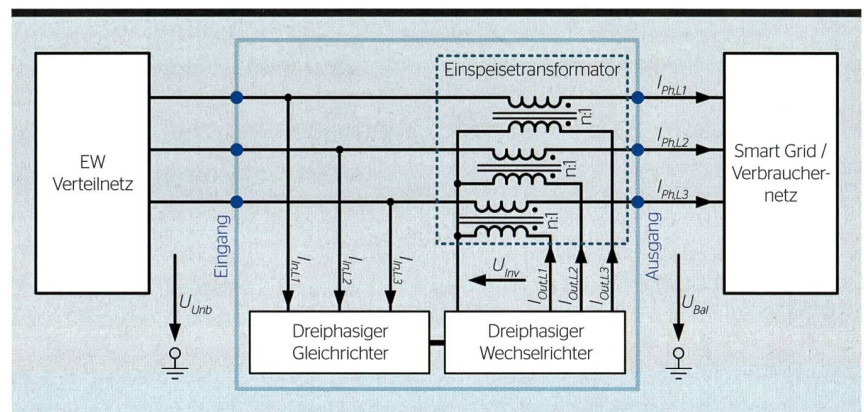 Einspeisetransformator
EW
Verteilnetz
Smart Grid /
Verbraucher-
netz
I_Ph,L1
I_Ph,L2
I_Ph,L3
n:1
n:1
n:1
Eingang
Ausgang
I_In,L1
I_In,L2
I_In,L3
U_Inv
I_Out,L1
I_Out,L2
I_Out,L3
U_Unb
U_Bal
Dreiphasiger
Gleichrichter
Dreiphasiger
Wechselrichter